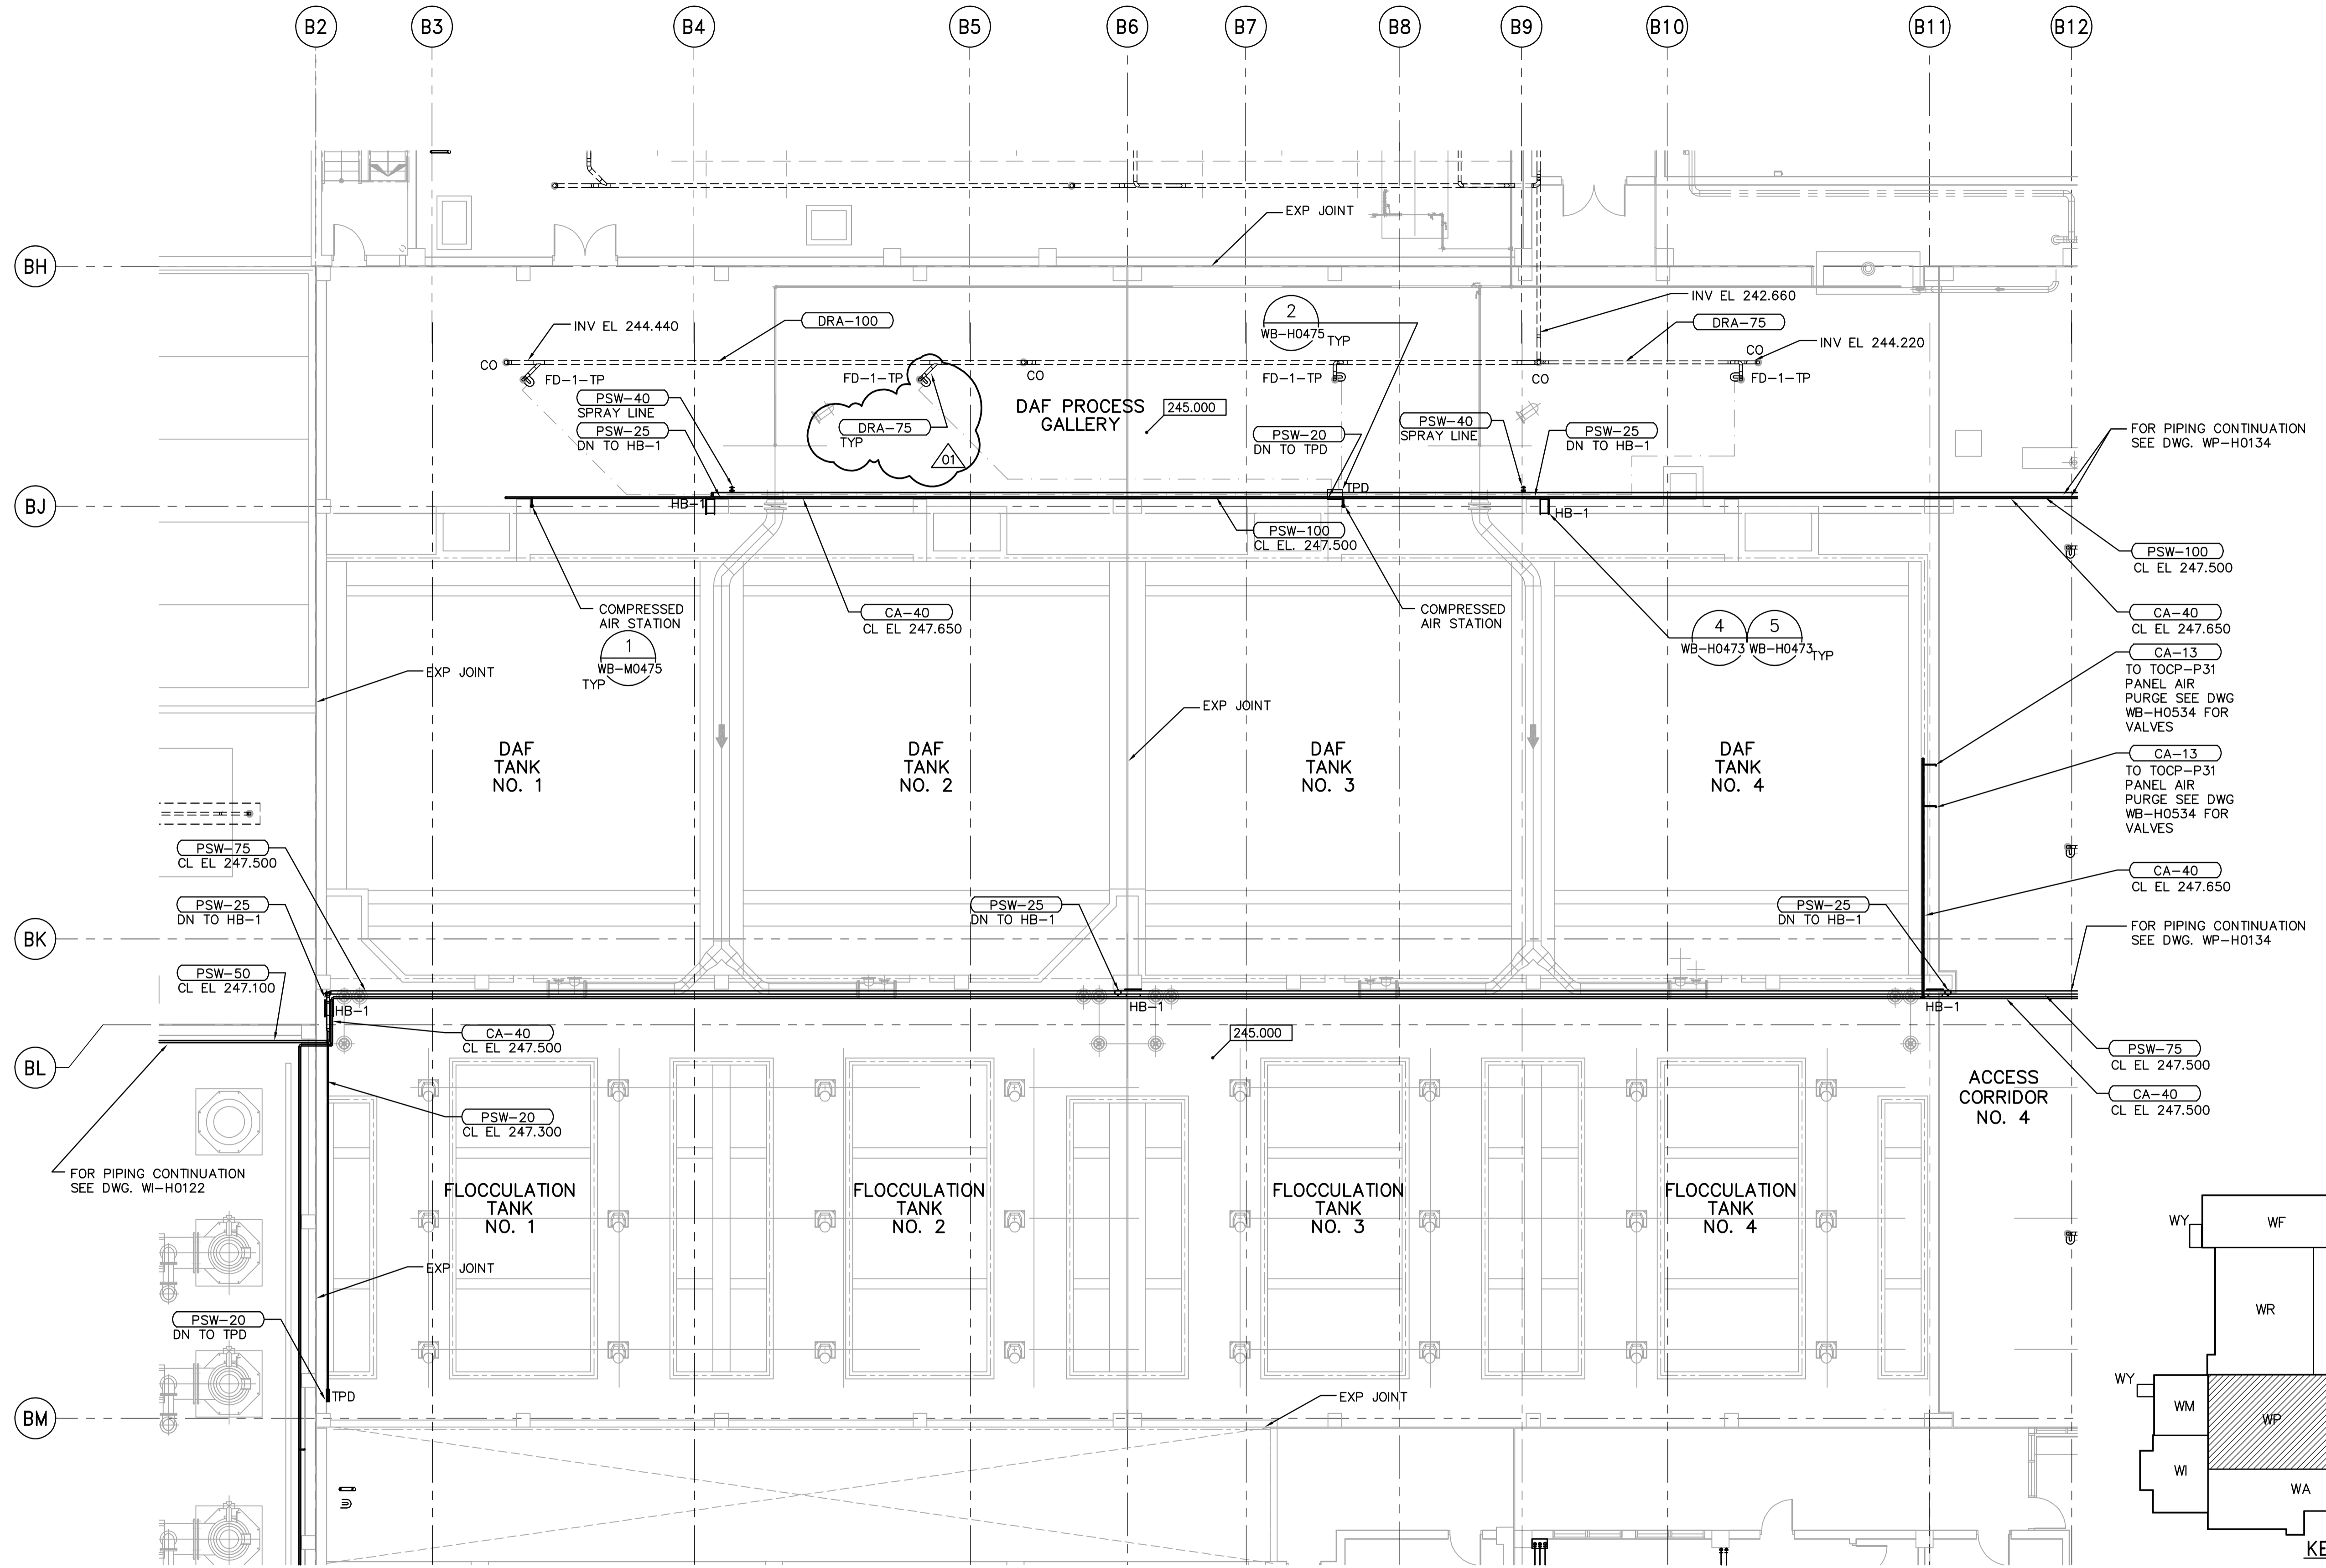 B2
B3
B4
B5
B6
B7
B8
B9
B10
B11
B12
EXP JOINT
BH
INV EL 244.440
DRA-100
2
WB-H0475
TYP
INV EL 242.660
DRA-75
INV EL 244.220
CO
FD-1-TP
FD-1-TP
CO
FD-1-TP
CO
CO
FD-1-TP
PSW-40
SPRAY LINE
PSW-25
DN TO HB-1
DRA-75
TYP
01
DAF PROCESS
GALLERY
245.000
PSW-20
DN TO TPD
PSW-40
SPRAY LINE
PSW-25
DN TO HB-1
FOR PIPING CONTINUATION
SEE DWG. WP-H0134
BJ
HB-1
TPD
HB-1
PSW-100
CL EL. 247.500
PSW-100
CL EL 247.500
COMPRESSED
AIR STATION
1
WB-M0475
TYP
CA-40
CL EL 247.650
COMPRESSED
AIR STATION
4
WB-H0473
5
WB-H0473
TYP
CA-40
CL EL 247.650
CA-13
TO TOCP-P31
PANEL AIR
PURGE SEE DWG
WB-H0534 FOR
VALVES
EXP JOINT
EXP JOINT
DAF
TANK
NO. 1
DAF
TANK
NO. 2
DAF
TANK
NO. 3
DAF
TANK
NO. 4
CA-13
TO TOCP-P31
PANEL AIR
PURGE SEE DWG
WB-H0534 FOR
VALVES
PSW-75
CL EL 247.500
CA-40
CL EL 247.650
PSW-25
DN TO HB-1
PSW-25
DN TO HB-1
PSW-25
DN TO HB-1
FOR PIPING CONTINUATION
SEE DWG. WP-H0134
BK
PSW-50
CL EL 247.100
HB-1
HB-1
HB-1
CA-40
CL EL 247.500
245.000
PSW-75
CL EL 247.500
BL
ACCESS
CORRIDOR
NO. 4
CA-40
CL EL 247.500
PSW-20
CL EL 247.300
FOR PIPING CONTINUATION
SEE DWG. WI-H0122
FLOCCULATION
TANK
NO. 1
FLOCCULATION
TANK
NO. 2
FLOCCULATION
TANK
NO. 3
FLOCCULATION
TANK
NO. 4
EXP JOINT
PSW-20
DN TO TPD
TPD
EXP JOINT
BM
WY
WF
WR
WY
WM
WP
WI
WA